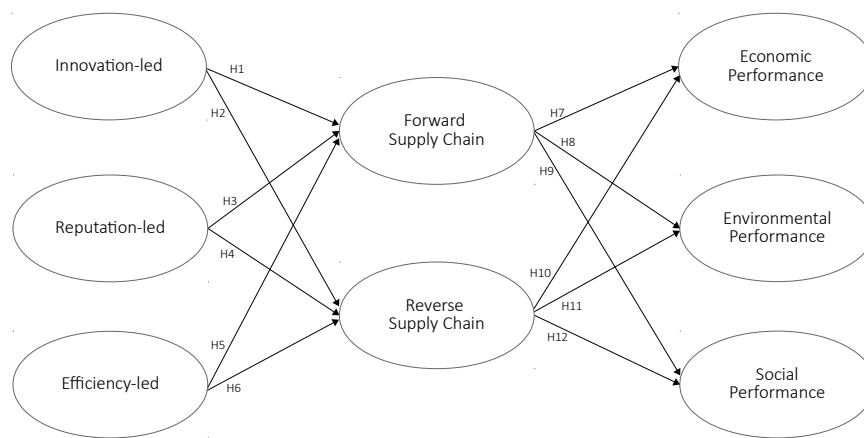 Innovation-led
H1
H2
Reputation-led
H3
H4
Efficiency-led
H5
H6
Forward
Supply Chain
H7
H8
H9
Reverse
Supply Chain
H10
H11
H12
Economic
Performance
Environmental
Performance
Social
Performance